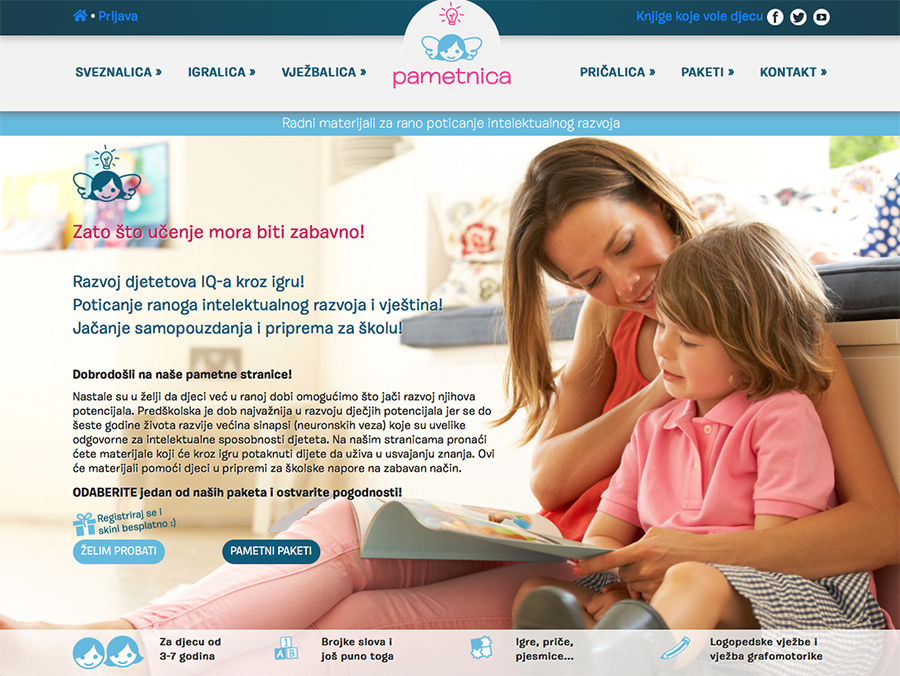 Prijava
Knjige koje vole djecu
SVEZNALICA »
IGRALICA »
VJEŽBALICA »
pametnica
PRIČALICA »
PAKETI »
KONTAKT »
Radni materijali za rano poticanje intelektualnog razvoja
Zato što učenje mora biti zabavno!
Razvoj djetetova IQ-a kroz igru!
Poticanje ranoga intelektualnog razvoja i vještina!
Jačanje samopouzdanja i priprema za školu!
Dobrodošli na naše pametne stranice!
Nastale su u želji da djeci već u ranoj dobi omogućimo što jači razvoj njihova
potencijala. Predškolska je dob najvažnija u razvoju dječjih potencijala jer se do
šeste godine života razvije većina sinapsi (neuronskih veza) koje su uvelike
odgovorne za intelektualne sposobnosti djeteta. Na našim stranicama pronaći
ćete materijale koji će kroz igru potaknuti dijete da uživa u usvajanju znanja. Ovi
će materijali pomoći djeci u pripremi za školske napore na zabavan način.
ODABERITE jedan od naših paketa i ostvarite pogodnosti!
Registriraj se i
skini besplatno :)
ŽELIM PROBATI
PAMETNI PAKETI
Za djecu od
3-7 godina
1
A B
Brojke slova i
još puno toga
Igre, priče,
pjesmice...
Logopedske vježbe i
vježba grafomotorike